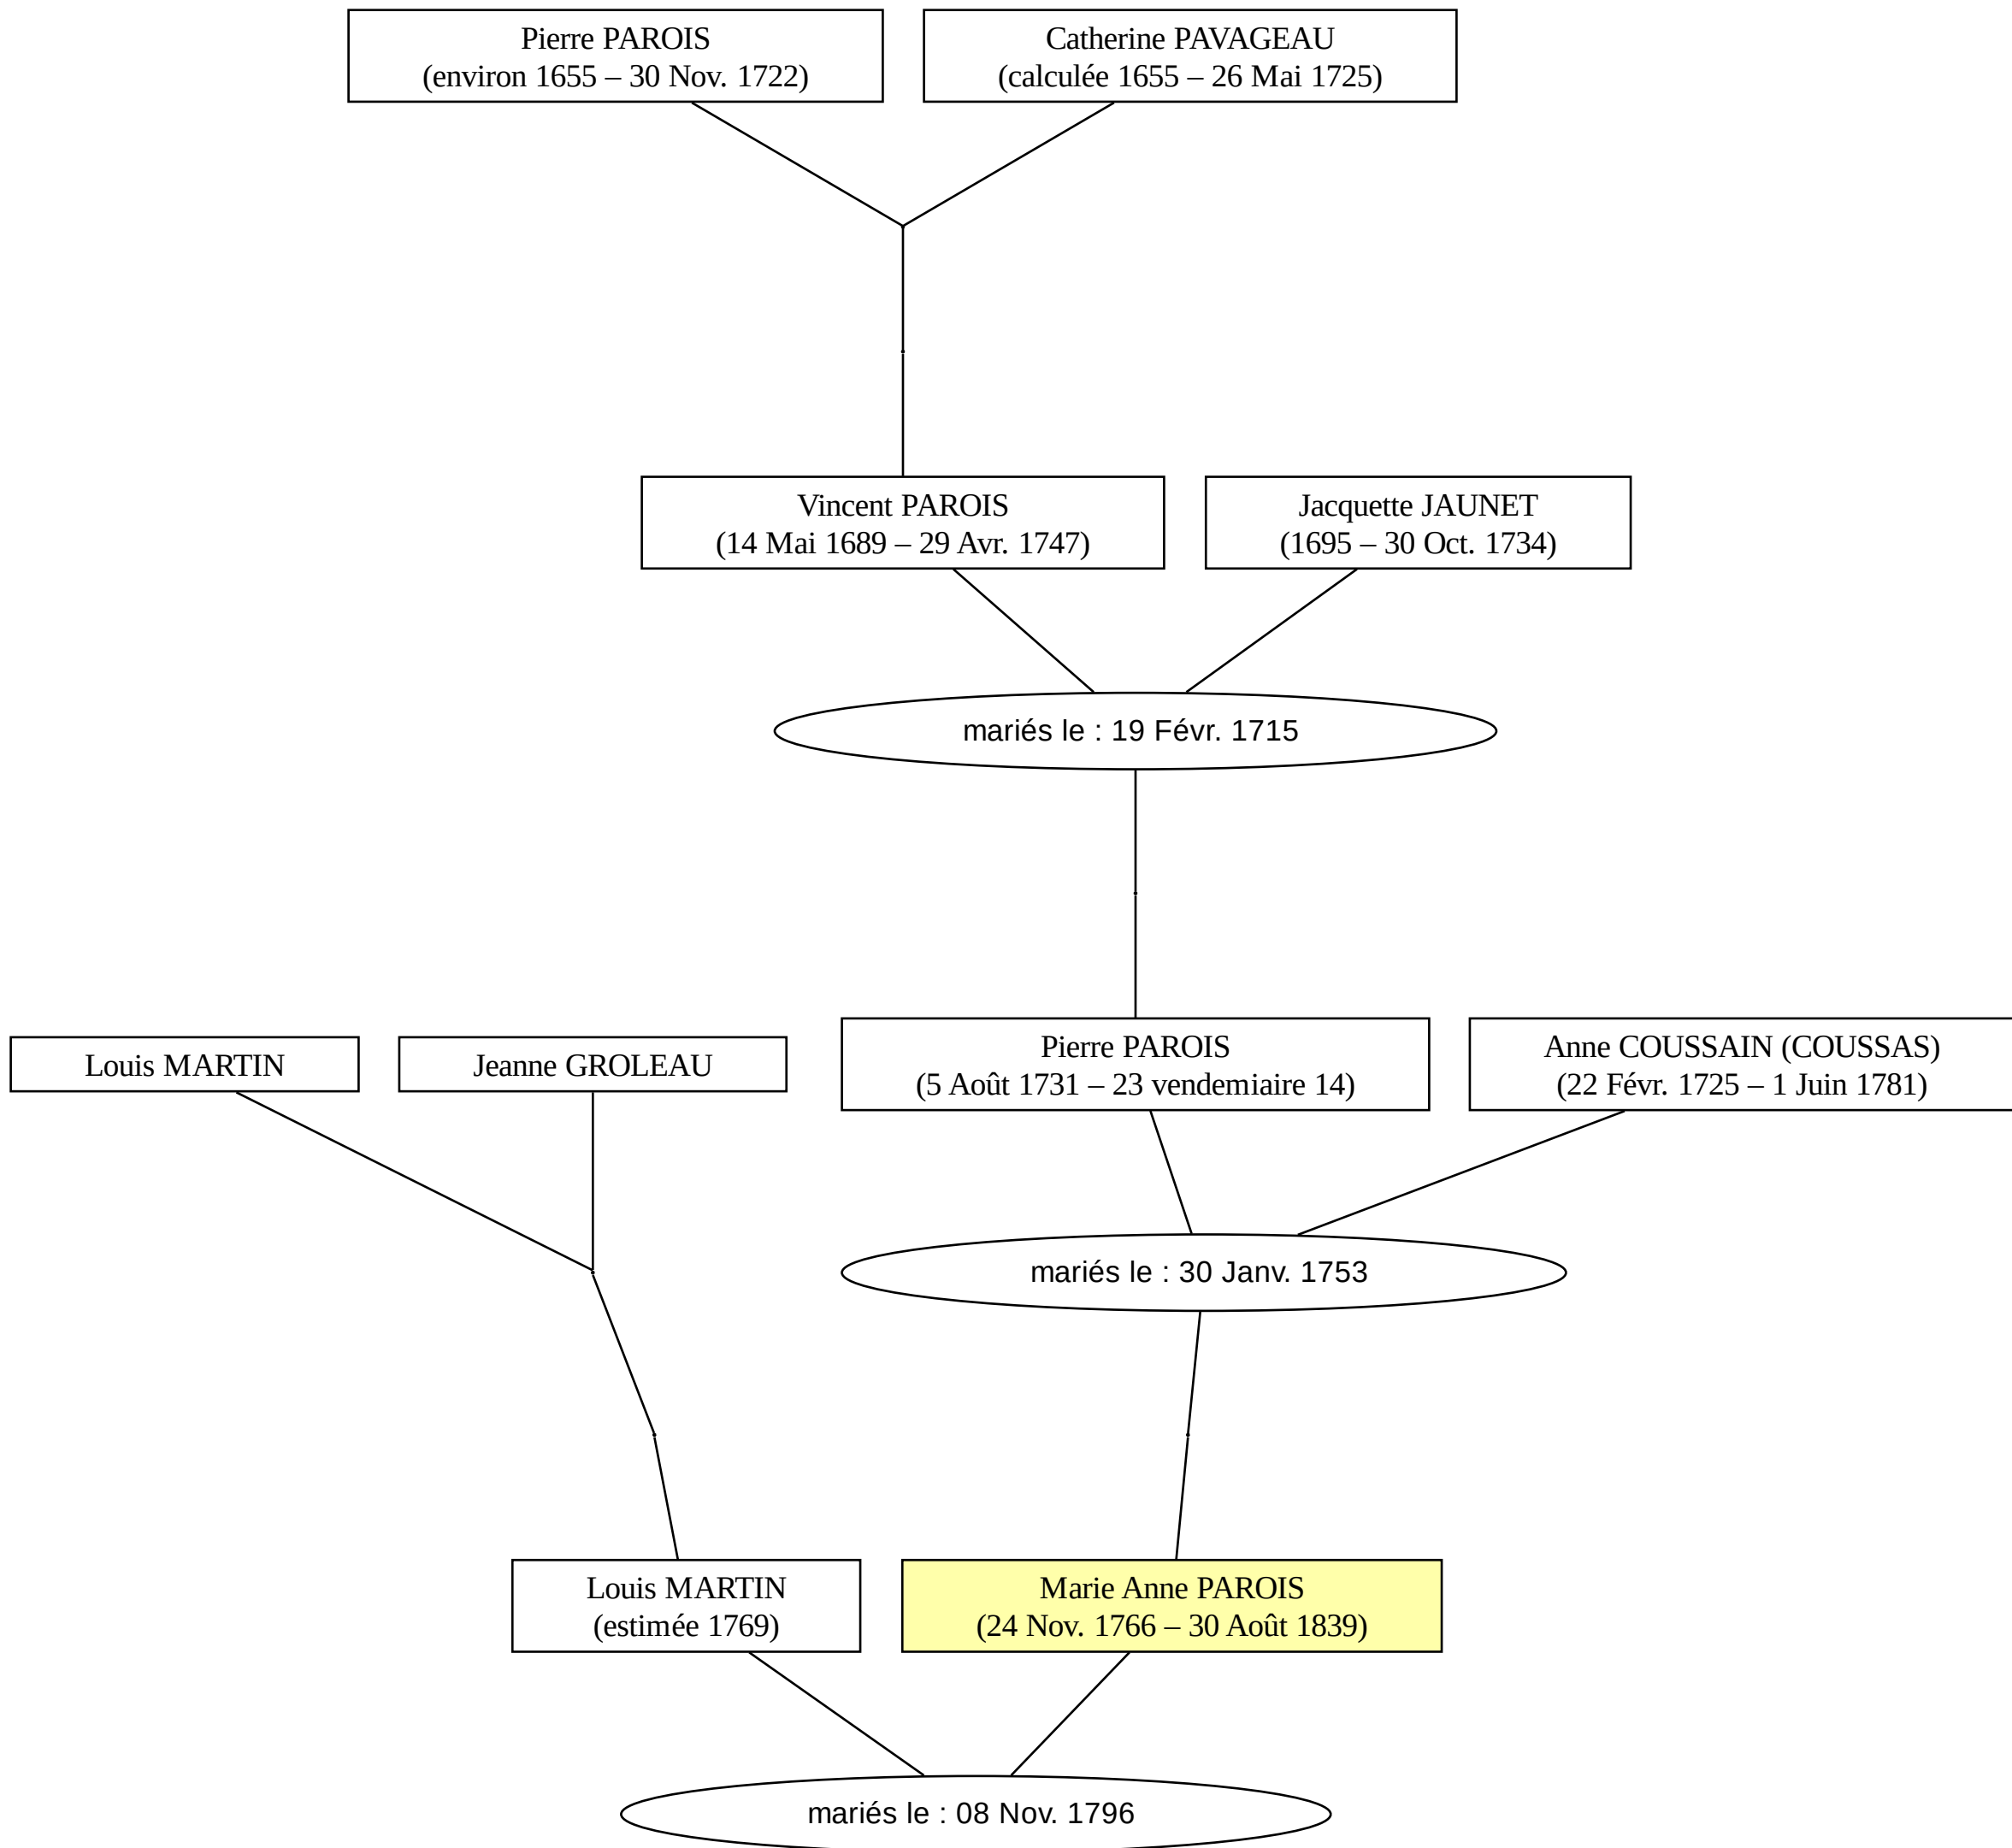 Pierre PAROIS
(environ 1655 – 30 Nov. 1722)
Catherine PAVAGEAU
(calculée 1655 – 26 Mai 1725)
Vincent PAROIS
(14 Mai 1689 – 29 Avr. 1747)
Jacquette JAUNET
(1695 – 30 Oct. 1734)
mariés le : 19 Févr. 1715
Louis MARTIN
Jeanne GROLEAU
Pierre PAROIS
(5 Août 1731 – 23 vendemiaire 14)
Anne COUSSAIN (COUSSAS)
(22 Févr. 1725 – 1 Juin 1781)
mariés le : 30 Janv. 1753
Louis MARTIN
(estimée 1769)
Marie Anne PAROIS
(24 Nov. 1766 – 30 Août 1839)
mariés le : 08 Nov. 1796